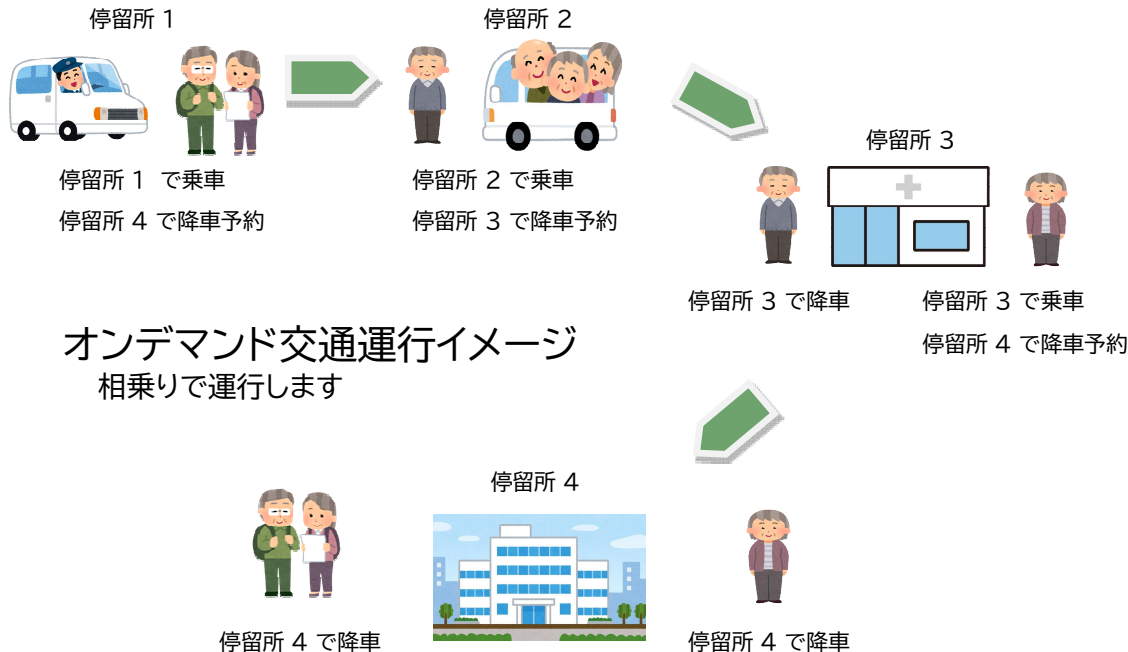 停留所 1
停留所 2
停留所 1 で乗車
停留所 4 で降車予約
停留所 2 で乗車
停留所 3 で降車予約
停留所 3
停留所 3 で降車
停留所 3 で乗車
停留所 4 で降車予約
オンデマンド交通運行イメージ
相乗りで運行します
停留所 4
停留所 4 で降車
停留所 4 で降車